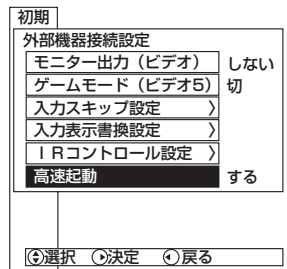 初期
外部機器接続設定
モニター出力（ビデオ） しない
ゲームモード（ビデオ5） 切
入力スキップ設定 〉
入力表示書換設定 〉
ＩＲコントロール設定 〉
高速起動 する
選択 決定 戻る